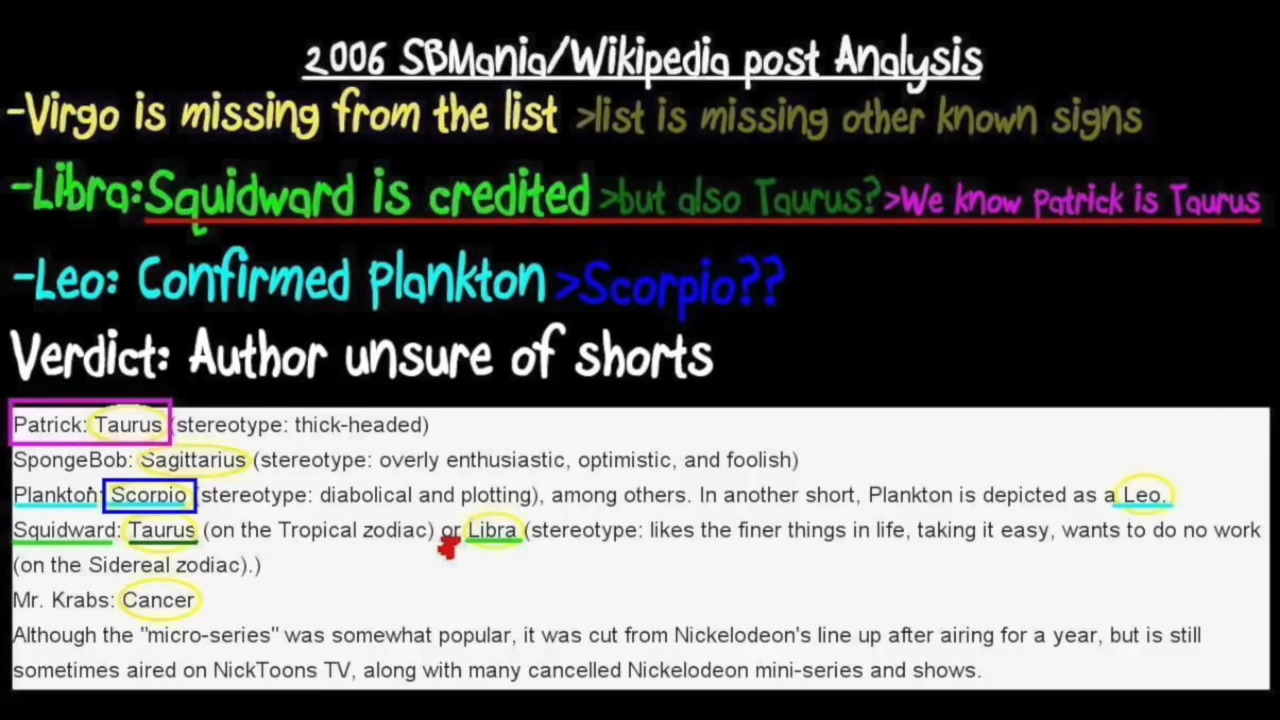 2006 SBMania/Wikipedia post Analysis
-Virgo is missing from the list >list is missing other known signs
-Libra:Squidward is credited >but also Taurus? >We know Patrick is Taurus
-Leo: Confirmed Plankton >Scorpio??
Verdict: Author unsure of shorts
Patrick: Taurus (stereotype: thick-headed)
SpongeBob: Sagittarius (stereotype: overly enthusiastic, optimistic, and foolish)
Plankton: Scorpio (stereotype: diabolical and plotting), among others. In another short, Plankton is depicted as a Leo.
Squidward: Taurus (on the Tropical zodiac) or Libra (stereotype: likes the finer things in life, taking it easy, wants to do no work
(on the Sidereal zodiac).)
Mr. Krabs: Cancer
Although the "micro-series" was somewhat popular, it was cut from Nickelodeon's line up after airing for a year, but is still
sometimes aired on NickToons TV, along with many cancelled Nickelodeon mini-series and shows.